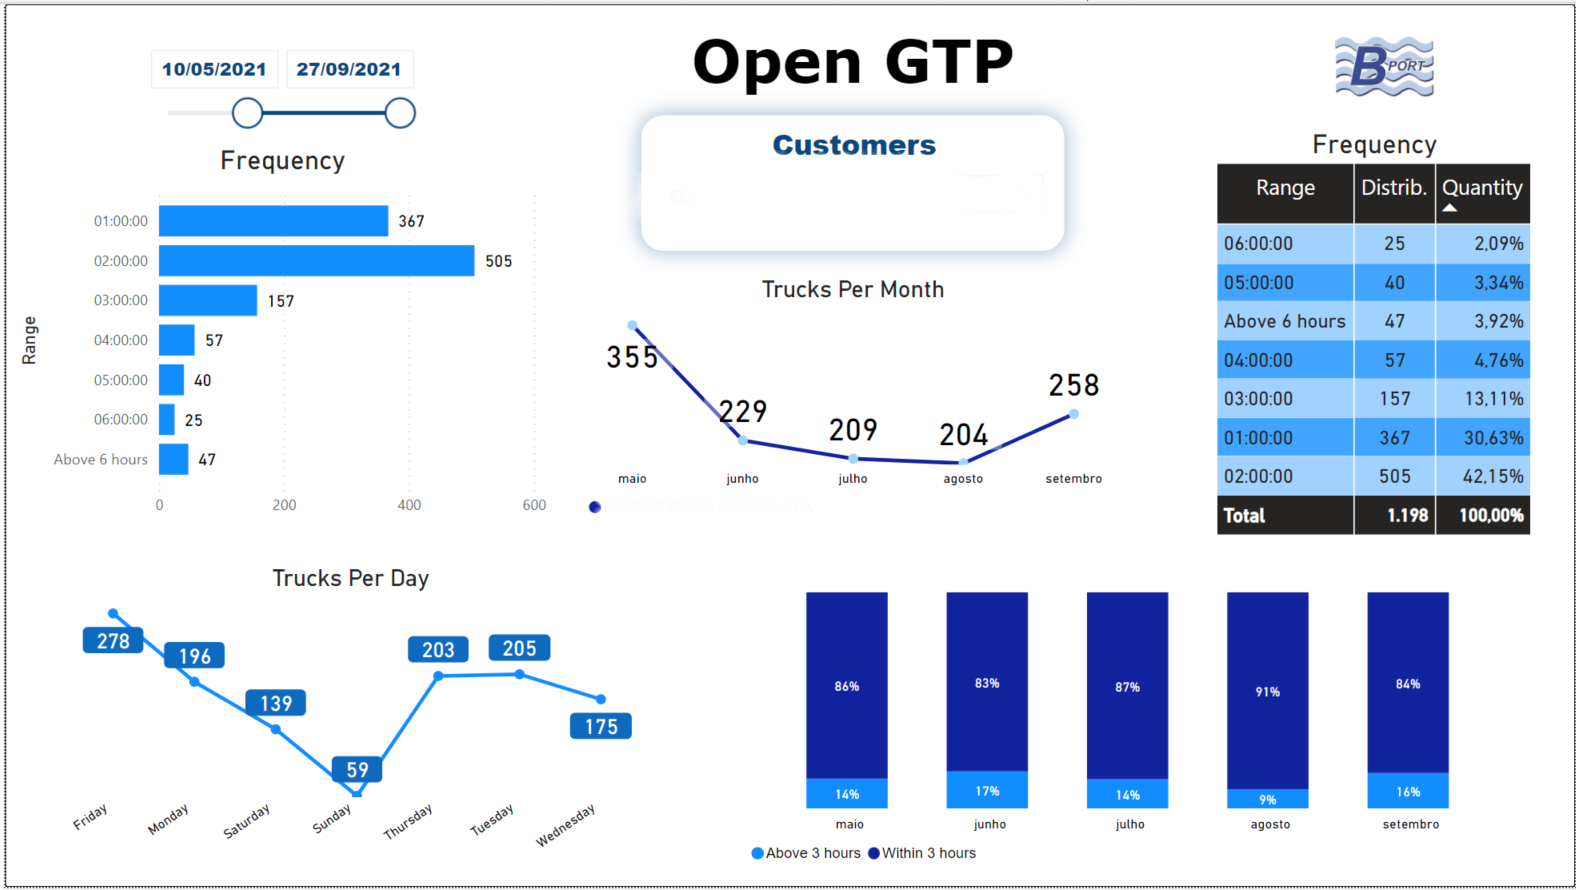 Open GTP
10/05/2021 27/09/2021
B PORT
Customers
Frequency
Range
01:00:00 367
02:00:00 505
03:00:00 157
04:00:00 57
05:00:00 40
06:00:00 25
Above 6 hours 47
0 200 400 600
Trucks Per Month
355 229 209 204 258
maio junho julho agosto setembro
Frequency
Range Distrib. Quantity
06:00:00 25 2,09%
05:00:00 40 3,34%
Above 6 hours 47 3,92%
04:00:00 57 4,76%
03:00:00 157 13,11%
01:00:00 367 30,63%
02:00:00 505 42,15%
Total 1.198 100,00%
Trucks Per Day
278 196 139 59 203 205 175
Friday Monday Saturday Sunday Thursday Tuesday Wednesday
86% 83% 87% 91% 84%
14% 17% 14% 9% 16%
maio junho julho agosto setembro
Above 3 hours Within 3 hours